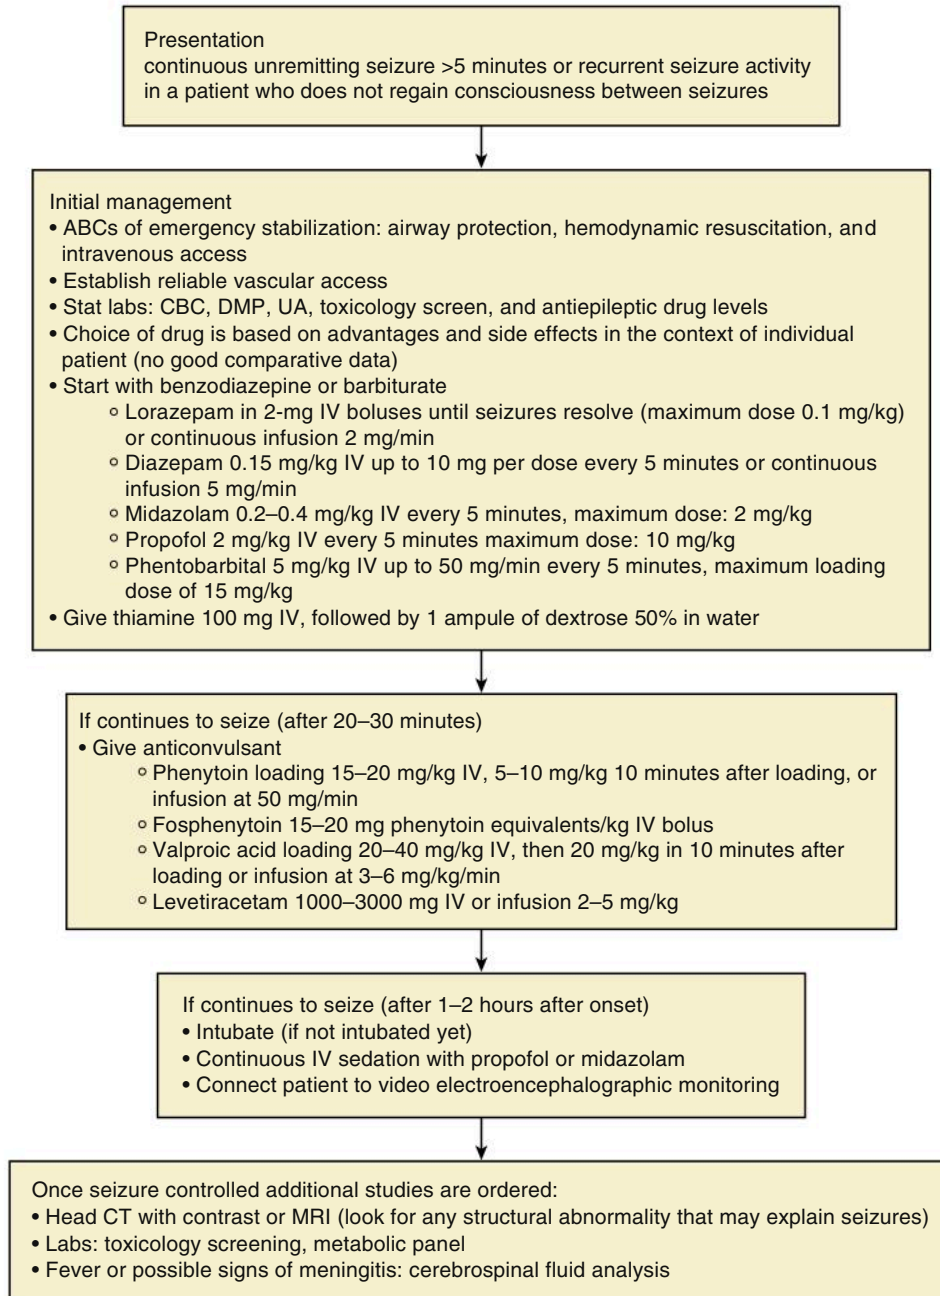 Presentation
continuous unremitting seizure >5 minutes or recurrent seizure activity
in a patient who does not regain consciousness between seizures
Initial management
• ABCs of emergency stabilization: airway protection, hemodynamic resuscitation, and
intravenous access
• Establish reliable vascular access
• Stat labs: CBC, DMP, UA, toxicology screen, and antiepileptic drug levels
• Choice of drug is based on advantages and side effects in the context of individual
patient (no good comparative data)
• Start with benzodiazepine or barbiturate
○ Lorazepam in 2-mg IV boluses until seizures resolve (maximum dose 0.1 mg/kg)
or continuous infusion 2 mg/min
○ Diazepam 0.15 mg/kg IV up to 10 mg per dose every 5 minutes or continuous
infusion 5 mg/min
○ Midazolam 0.2–0.4 mg/kg IV every 5 minutes, maximum dose: 2 mg/kg
○ Propofol 2 mg/kg IV every 5 minutes maximum dose: 10 mg/kg
○ Phentobarbital 5 mg/kg IV up to 50 mg/min every 5 minutes, maximum loading
dose of 15 mg/kg
• Give thiamine 100 mg IV, followed by 1 ampule of dextrose 50% in water
If continues to seize (after 20–30 minutes)
• Give anticonvulsant
○ Phenytoin loading 15–20 mg/kg IV, 5–10 mg/kg 10 minutes after loading, or
infusion at 50 mg/min
○ Fosphenytoin 15–20 mg phenytoin equivalents/kg IV bolus
○ Valproic acid loading 20–40 mg/kg IV, then 20 mg/kg in 10 minutes after
loading or infusion at 3–6 mg/kg/min
○ Levetiracetam 1000–3000 mg IV or infusion 2–5 mg/kg
If continues to seize (after 1–2 hours after onset)
• Intubate (if not intubated yet)
• Continuous IV sedation with propofol or midazolam
• Connect patient to video electroencephalographic monitoring
Once seizure controlled additional studies are ordered:
• Head CT with contrast or MRI (look for any structural abnormality that may explain seizures)
• Labs: toxicology screening, metabolic panel
• Fever or possible signs of meningitis: cerebrospinal fluid analysis